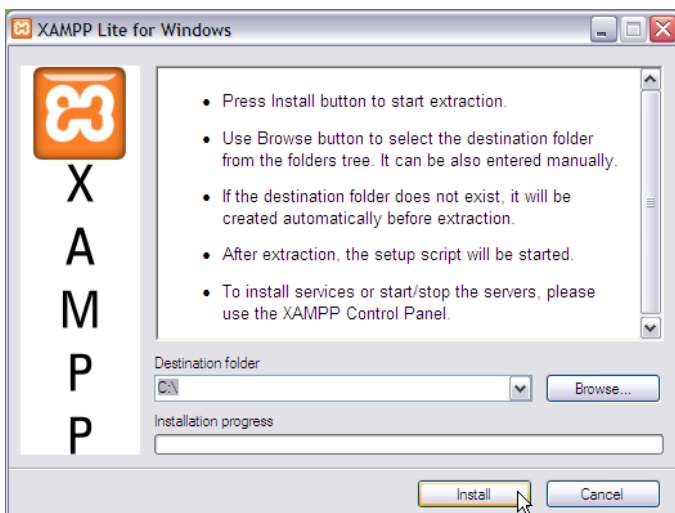 XAMPP Lite for Windows
X
A
M
P
P
• Press Install button to start extraction.
• Use Browse button to select the destination folder
from the folders tree. It can be also entered manually.
• If the destination folder does not exist, it will be
created automatically before extraction.
• After extraction, the setup script will be started.
• To install services or start/stop the servers, please
use the XAMPP Control Panel.
Destination folder
C:\
Browse...
Installation progress
Install
Cancel